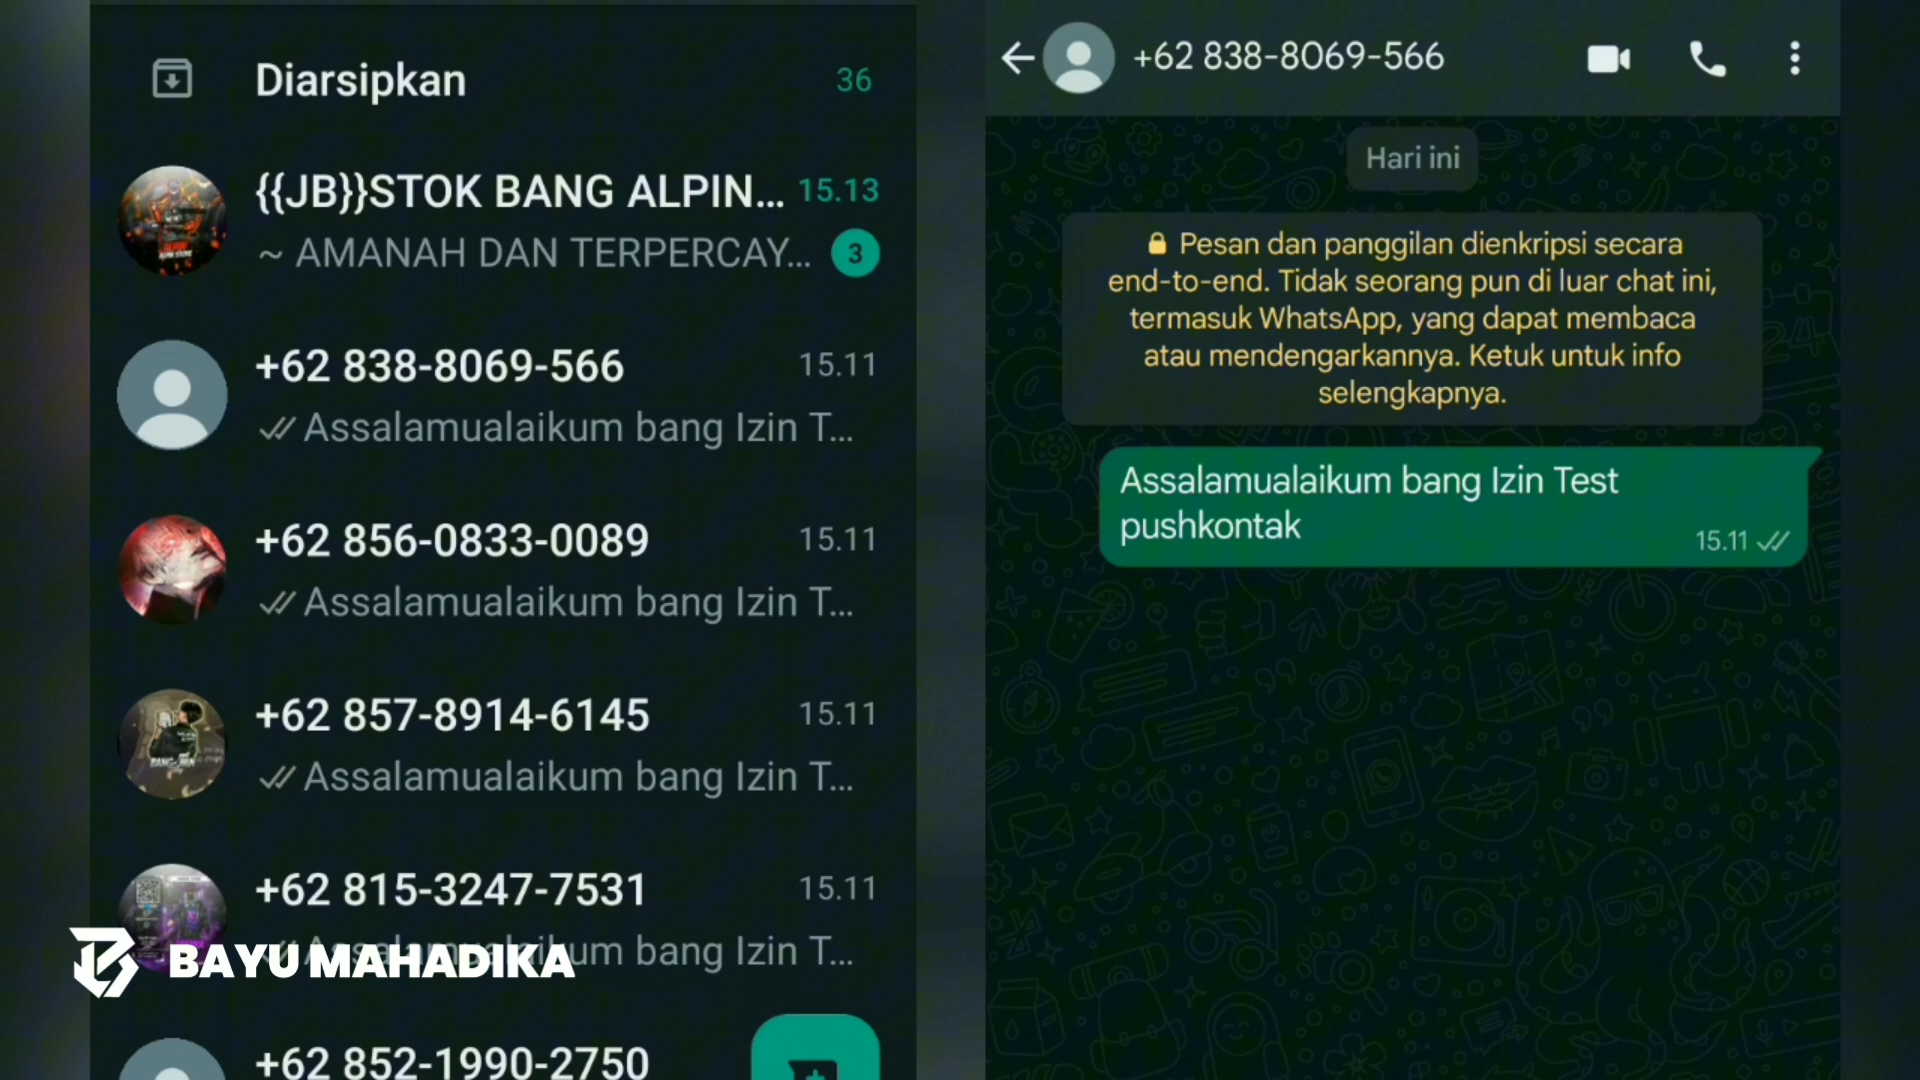 Diarsipkan
36
{{JB}}STOK BANG ALPIN...
15.13
~ AMANAH DAN TERPERCAY...
3
+62 838-8069-566
15.11
Assalamualaikum bang Izin T...
+62 856-0833-0089
15.11
Assalamualaikum bang Izin T...
+62 857-8914-6145
15.11
Assalamualaikum bang Izin T...
+62 815-3247-7531
15.11
Assalamualaikum bang Izin T...
BAYU MAHADIKA
+62 852-1990-2750
+62 838-8069-566
Hari ini
Pesan dan panggilan dienkripsi secara
end-to-end. Tidak seorang pun di luar chat ini,
termasuk WhatsApp, yang dapat membaca
atau mendengarkannya. Ketuk untuk info
selengkapnya.
Assalamualaikum bang Izin Test
pushkontak
15.11